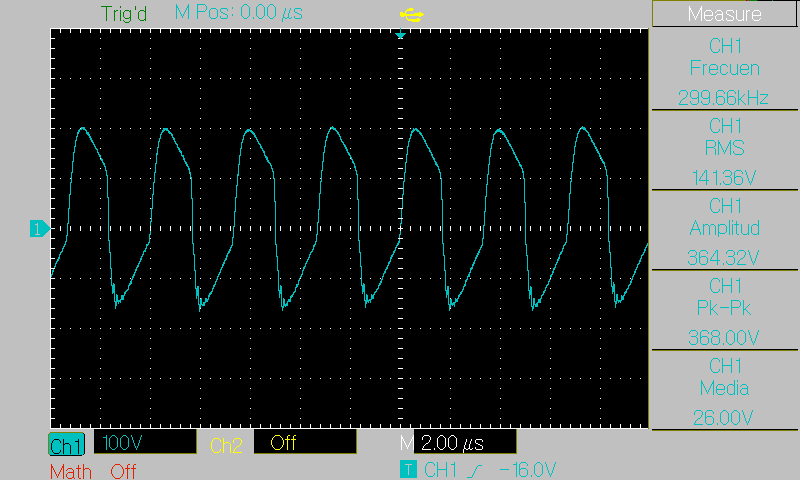 Trig'd M Pos: 0.00 μs Measure
CH1
Frecuen
299.66kHz
CH1
RMS
141.36V
CH1
Amplitud
364.32V
CH1
Pk-Pk
368.00V
CH1
Media
26.00V
1
Ch1 100V Ch2 Off M 2.00 μs
Math Off T CH1 -16.0V